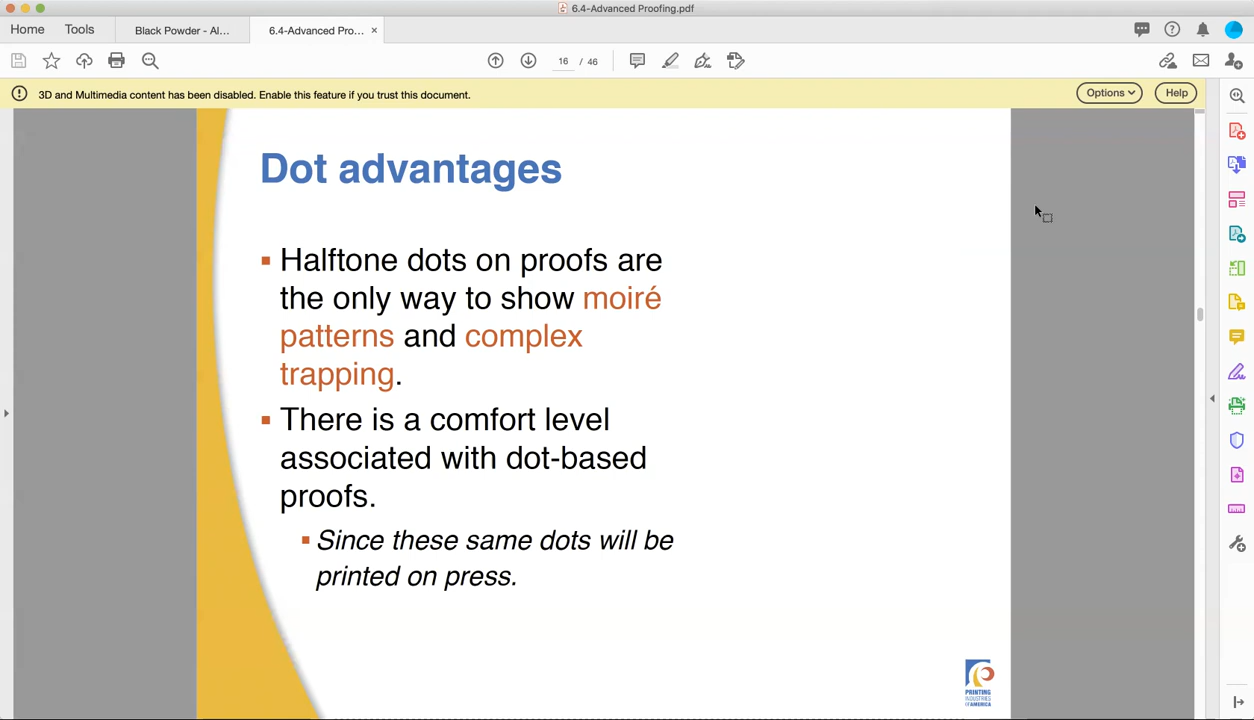 6.4-Advanced Proofing.pdf
Home
Tools
Black Powder - Al...
6.4-Advanced Pro...
16 / 46
3D and Multimedia content has been disabled. Enable this feature if you trust this document.
Options
Help
Dot advantages
Halftone dots on proofs are
the only way to show moiré
patterns and complex
trapping.
There is a comfort level
associated with dot-based
proofs.
Since these same dots will be
printed on press.
PRINTING
INDUSTRIES
OF AMERICA